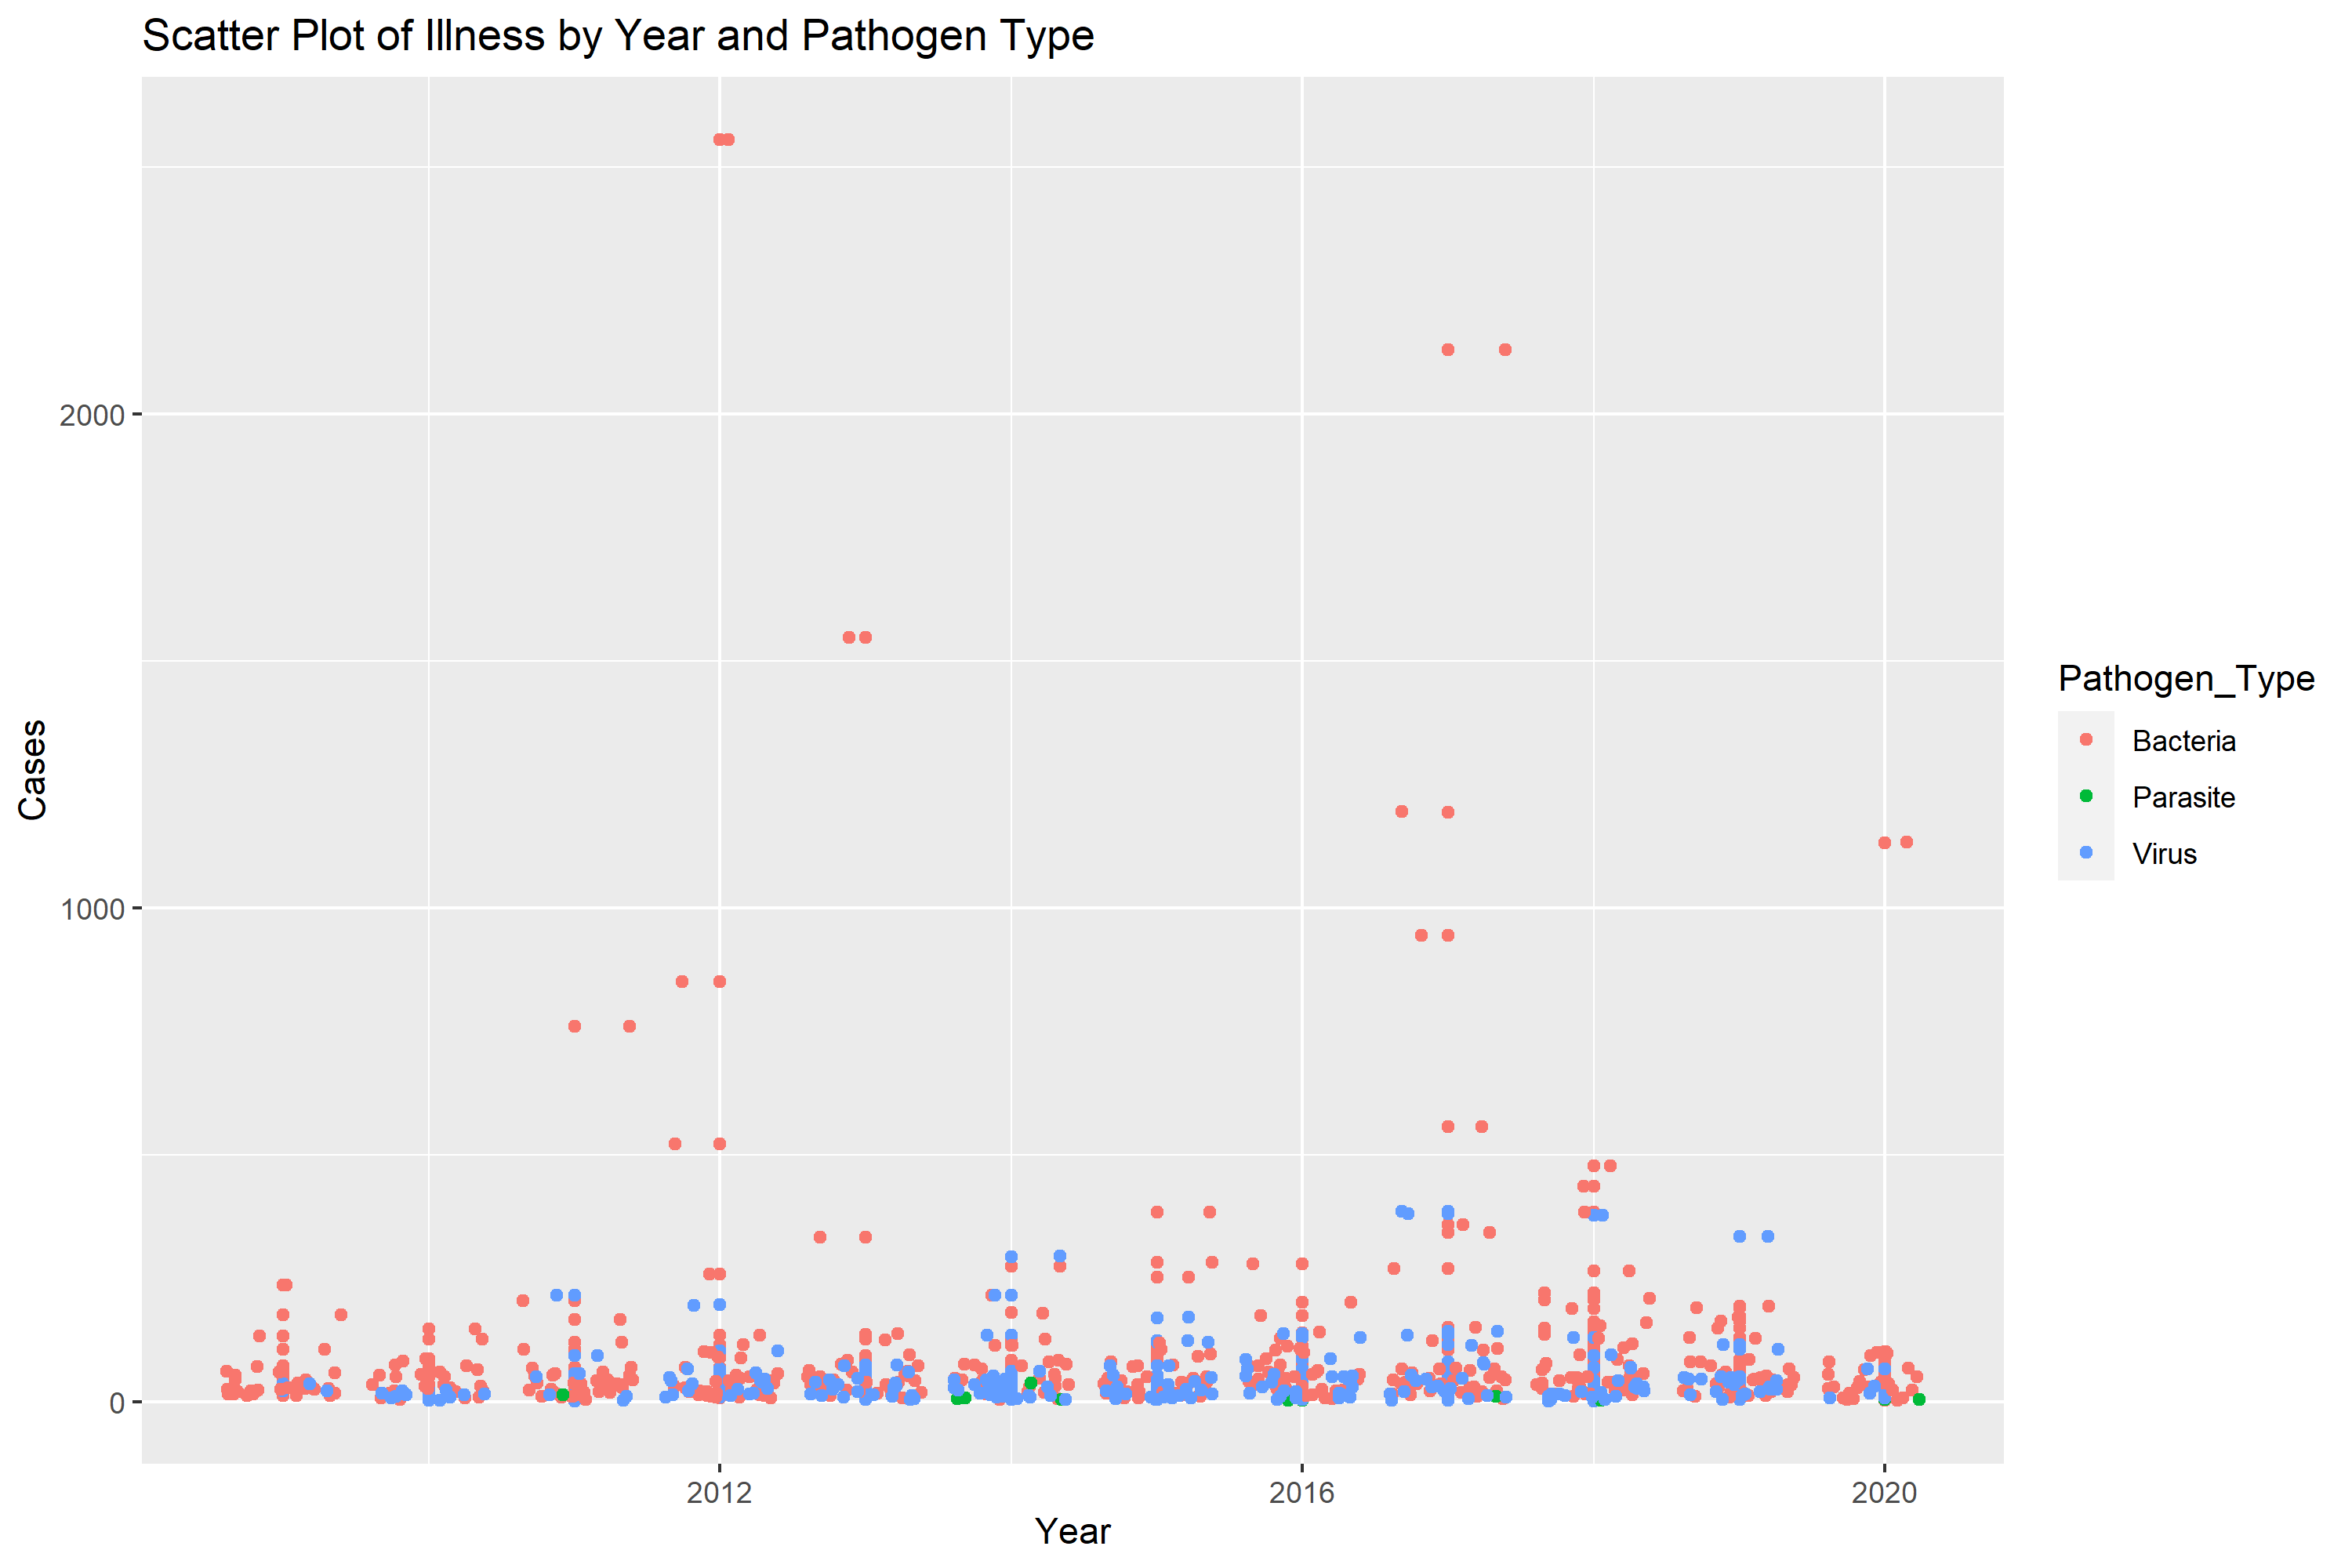 Scatter Plot of Illness by Year and Pathogen Type
Cases
2000
1000
0
2012
2016
2020
Year
Pathogen_Type
Bacteria
Parasite
Virus